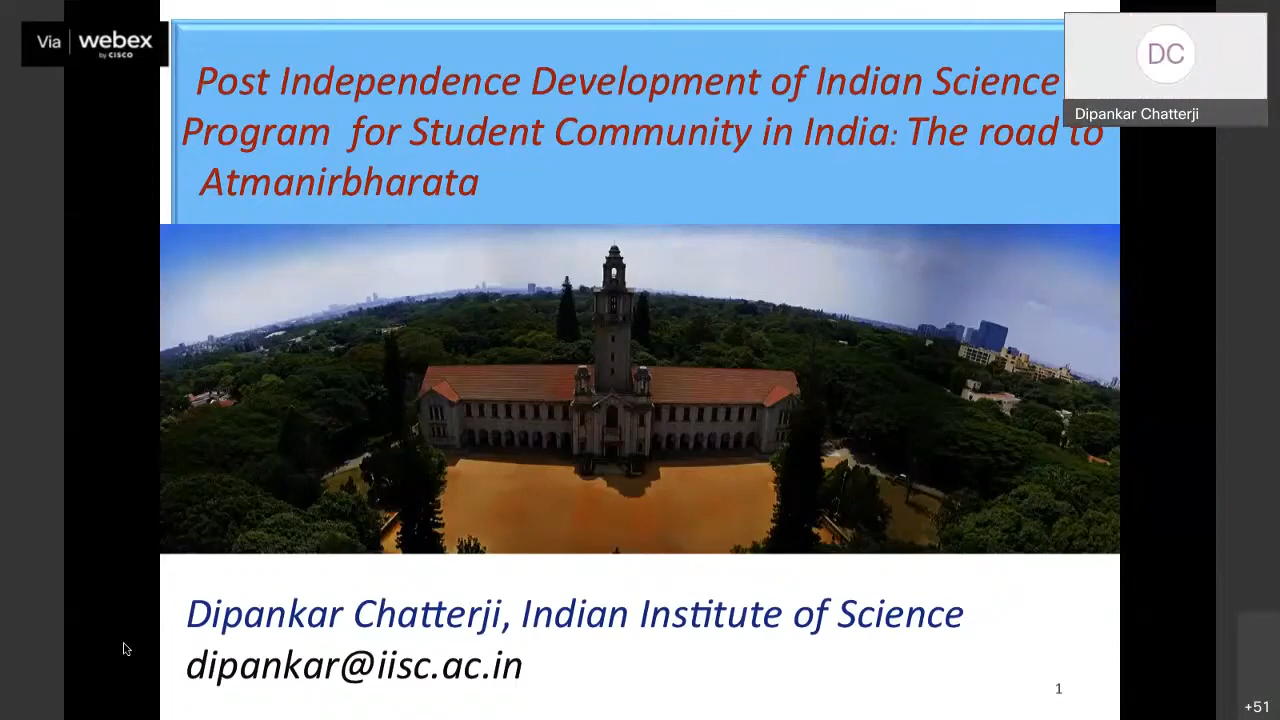 Via webex
by CISCO
DC
Dipankar Chatterji
Post Independence Development of Indian Science
Program for Student Community in India: The road to
Atmanirbharata
Dipankar Chatterji, Indian Institute of Science
dipankar@iisc.ac.in
1
+51